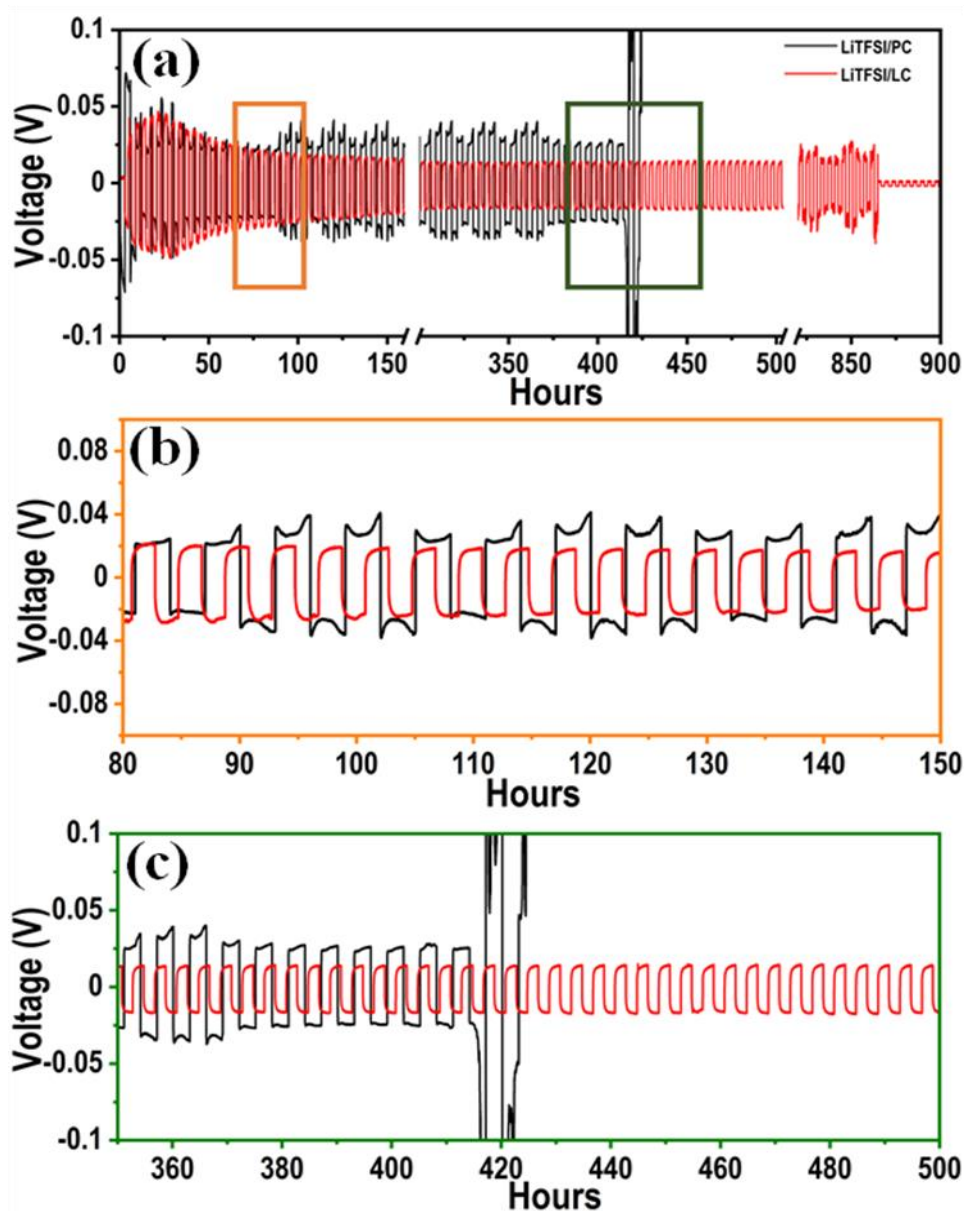 (a)
LiTFSI/PC
LiTFSI/LC
Voltage (V)
0.1
0.05
0
-0.05
-0.1
0 50 100 150 350 400 450 500 850 900
Hours
(b)
Voltage (V)
0.08
0.04
0
-0.04
-0.08
80 90 100 110 120 130 140 150
Hours
(c)
Voltage (V)
0.1
0.05
0
-0.05
-0.1
360 380 400 420 440 460 480 500
Hours